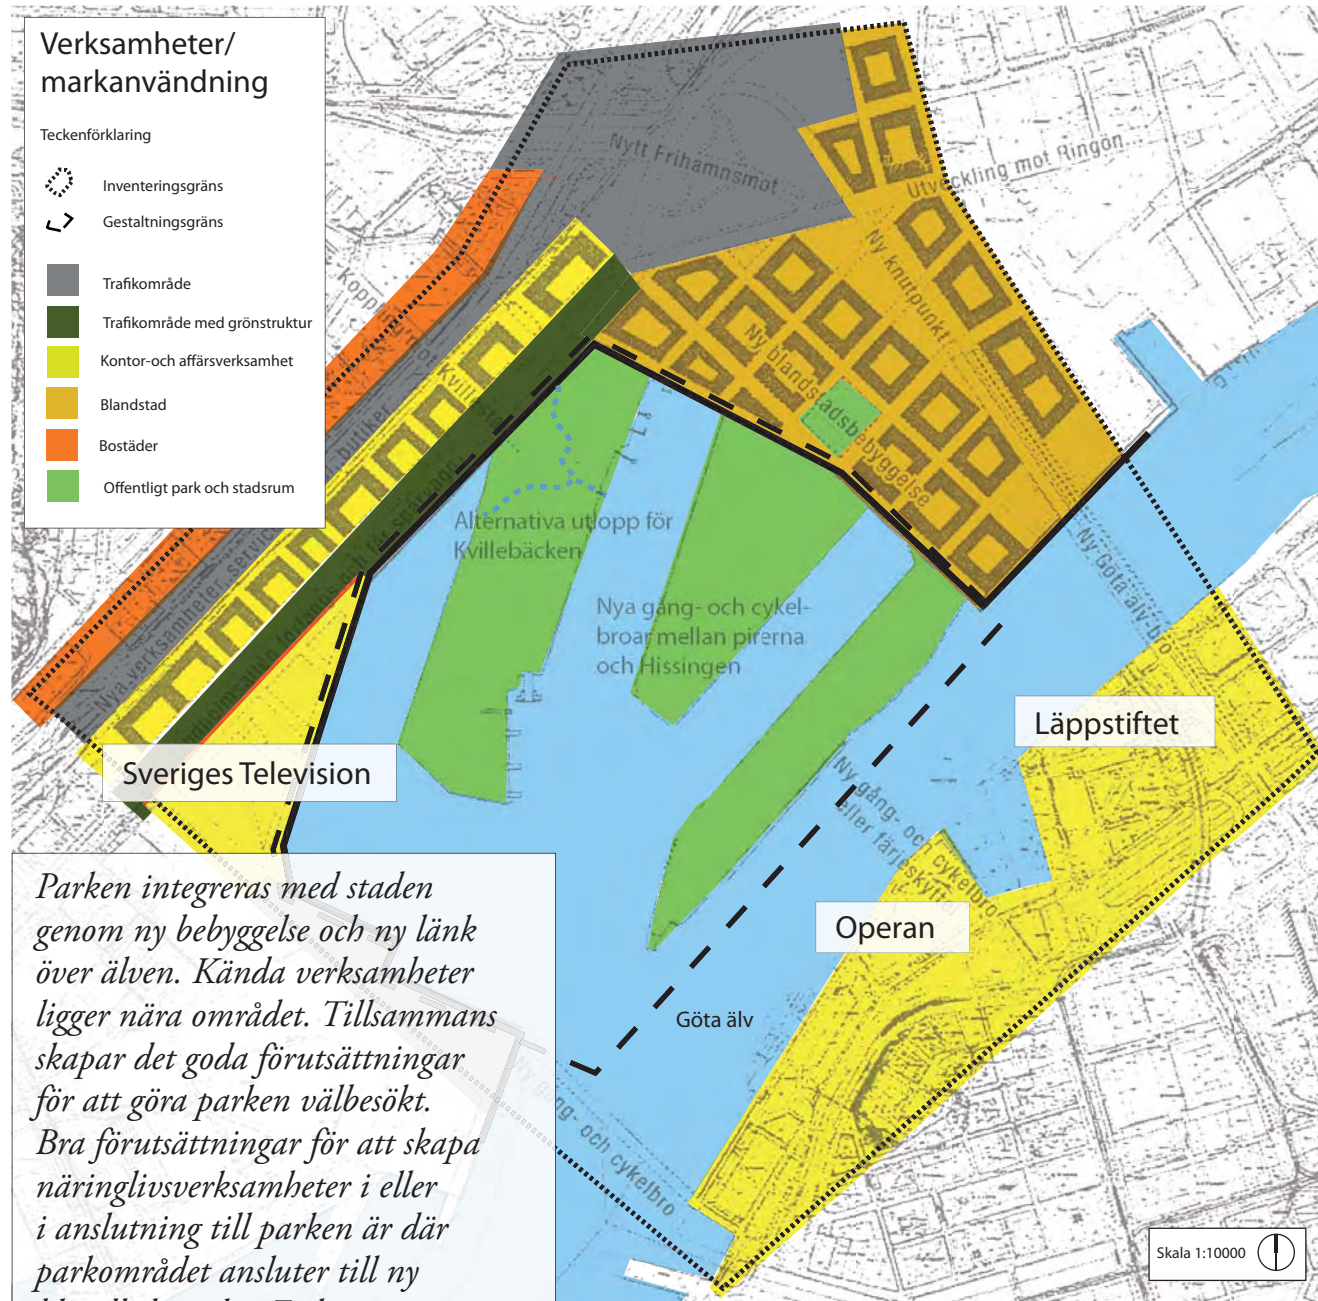 Verksamheter/
markanvändning
Teckenförklaring
Inventeringsgräns
Gestaltningsgräns
Trafikområde
Trafikområde med grönstruktur
Kontor-och affärsverksamhet
Blandstad
Bostäder
Offentligt park och stadsrum
Nytt Frihamnsmot
Utveckling mot Ringön
Ny knutpunkt
Ny blandstadsbebyggelse
Koppling
butiker
Nya verksamheter,
Alternativa utlopp för
Kvillebäcken
Nya gång- och cykel-
broar mellan pirerna
och Hissingen
Ny Göta älv-bro
Läppstiftet
Sveriges Television
Ny gång- och cykelbro
eller
Operan
Göta älv
Ny gång- och cykelbro
Parken integreras med staden
genom ny bebyggelse och ny länk
över älven. Kända verksamheter
ligger nära området. Tillsammans
skapar det goda förutsättningar
för att göra parken välbesökt.
Bra förutsättningar för att skapa
näringlivsverksamheter i eller
i anslutning till parken är där
parkområdet ansluter till ny
Skala 1:10000